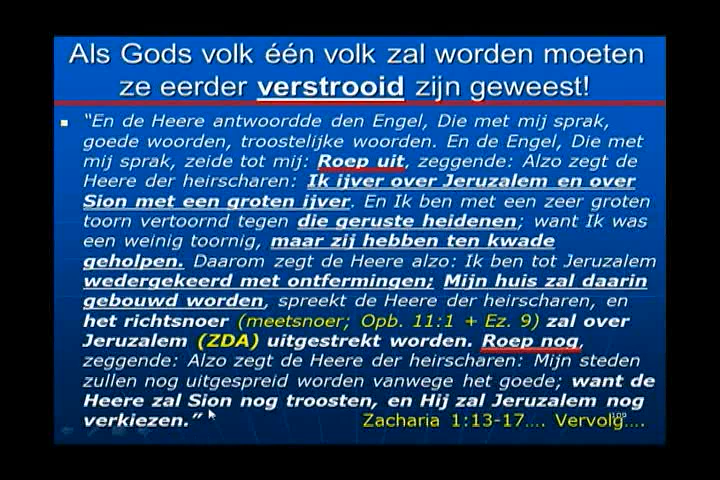 Als Gods volk één volk zal worden moeten
ze eerder verstrooid zijn geweest!
"En de Heere antwoordde den Engel, Die met mij sprak,
goede woorden, troostelijke woorden. En de Engel, Die met
mij sprak, zeide tot mij: Roep uit, zeggende: Alzo zegt de
Heere der heirscharen: Ik ijver over Jeruzalem en over
Sion met een groten ijver. En Ik ben met een zeer groten
toorn vertoornd tegen die geruste heidenen; want Ik was
een weinig toornig, maar zij hebben ten kwade
geholpen. Daarom zegt de Heere alzo: Ik ben tot Jeruzalem
wedergekeerd met ontfermingen; Mijn huis zal daarin
gebouwd worden, spreekt de Heere der heirscharen, en
het richtsnoer (meetsnoer; Opb. 11:1 + Ez. 9) zal over
Jeruzalem (ZDA) uitgestrekt worden. Roep nog,
zeggende: Alzo zegt de Heere der heirscharen: Mijn steden
zullen nog uitgespreid worden vanwege het goede; want de
Heere zal Sion nog troosten, en Hij zal Jeruzalem nog
verkiezen." Zacharia 1:13-17.... Vervolg....